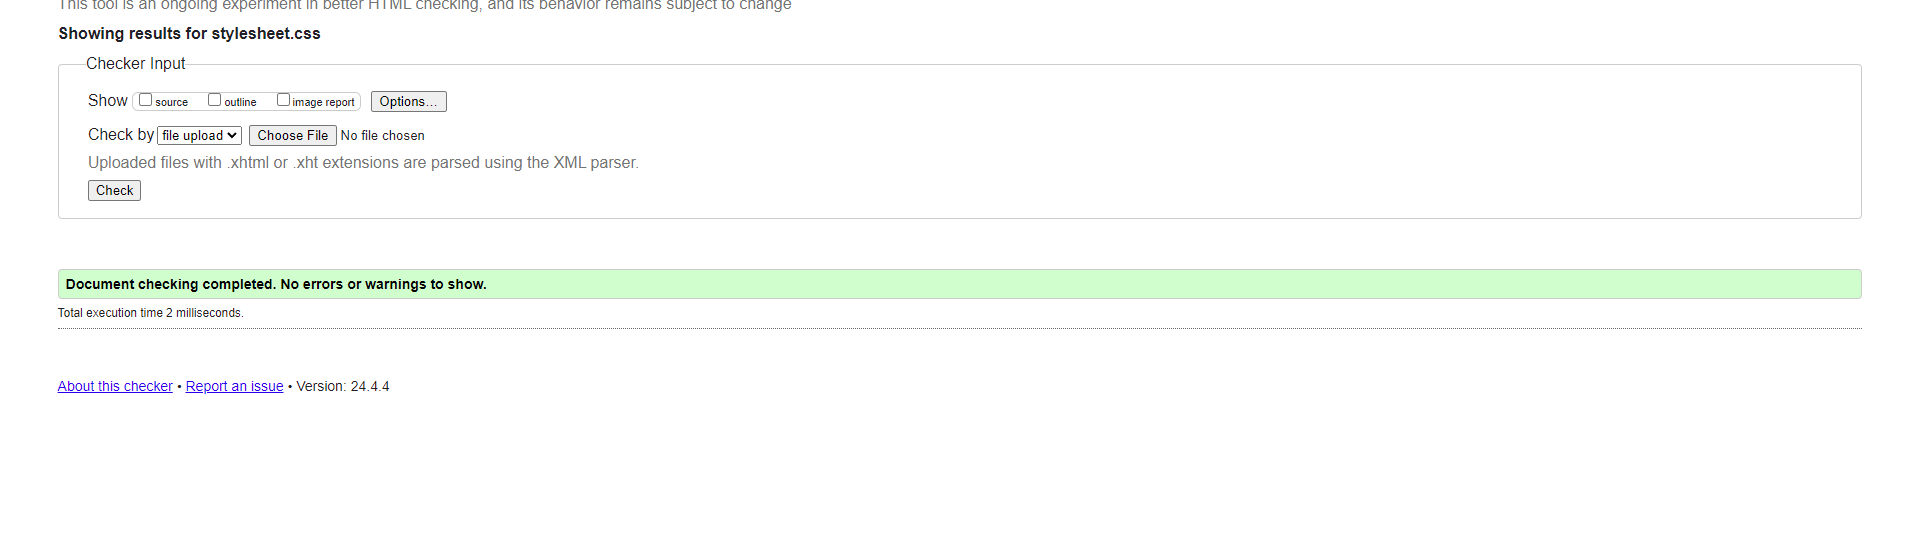 This tool is an ongoing experiment in better HTML checking, and its behavior remains subject to change
Showing results for stylesheet.css
Checker Input
Show source outline image report Options...
Check by file upload Choose File No file chosen
Uploaded files with .xhtml or .xht extensions are parsed using the XML parser.
Check
Document checking completed. No errors or warnings to show.
Total execution time 2 milliseconds.
About this checker • Report an issue • Version: 24.4.4